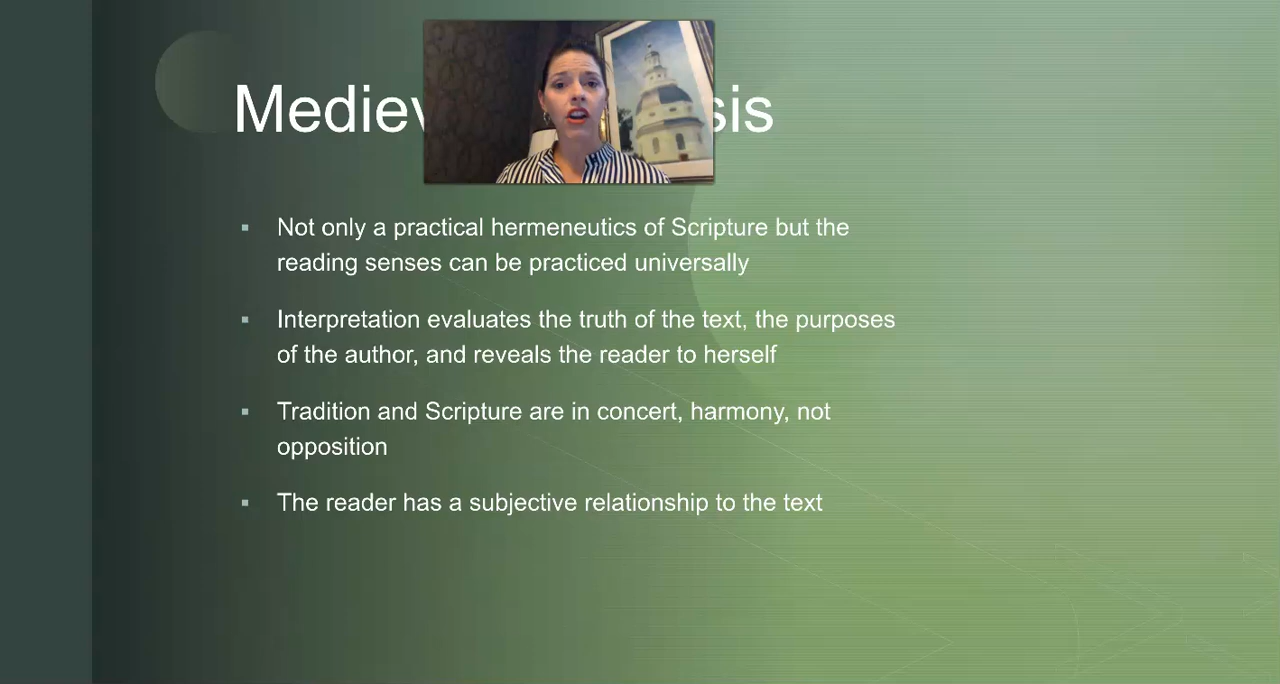 Mediev sis
Not only a practical hermeneutics of Scripture but the
reading senses can be practiced universally
Interpretation evaluates the truth of the text, the purposes
of the author, and reveals the reader to herself
Tradition and Scripture are in concert, harmony, not
opposition
The reader has a subjective relationship to the text